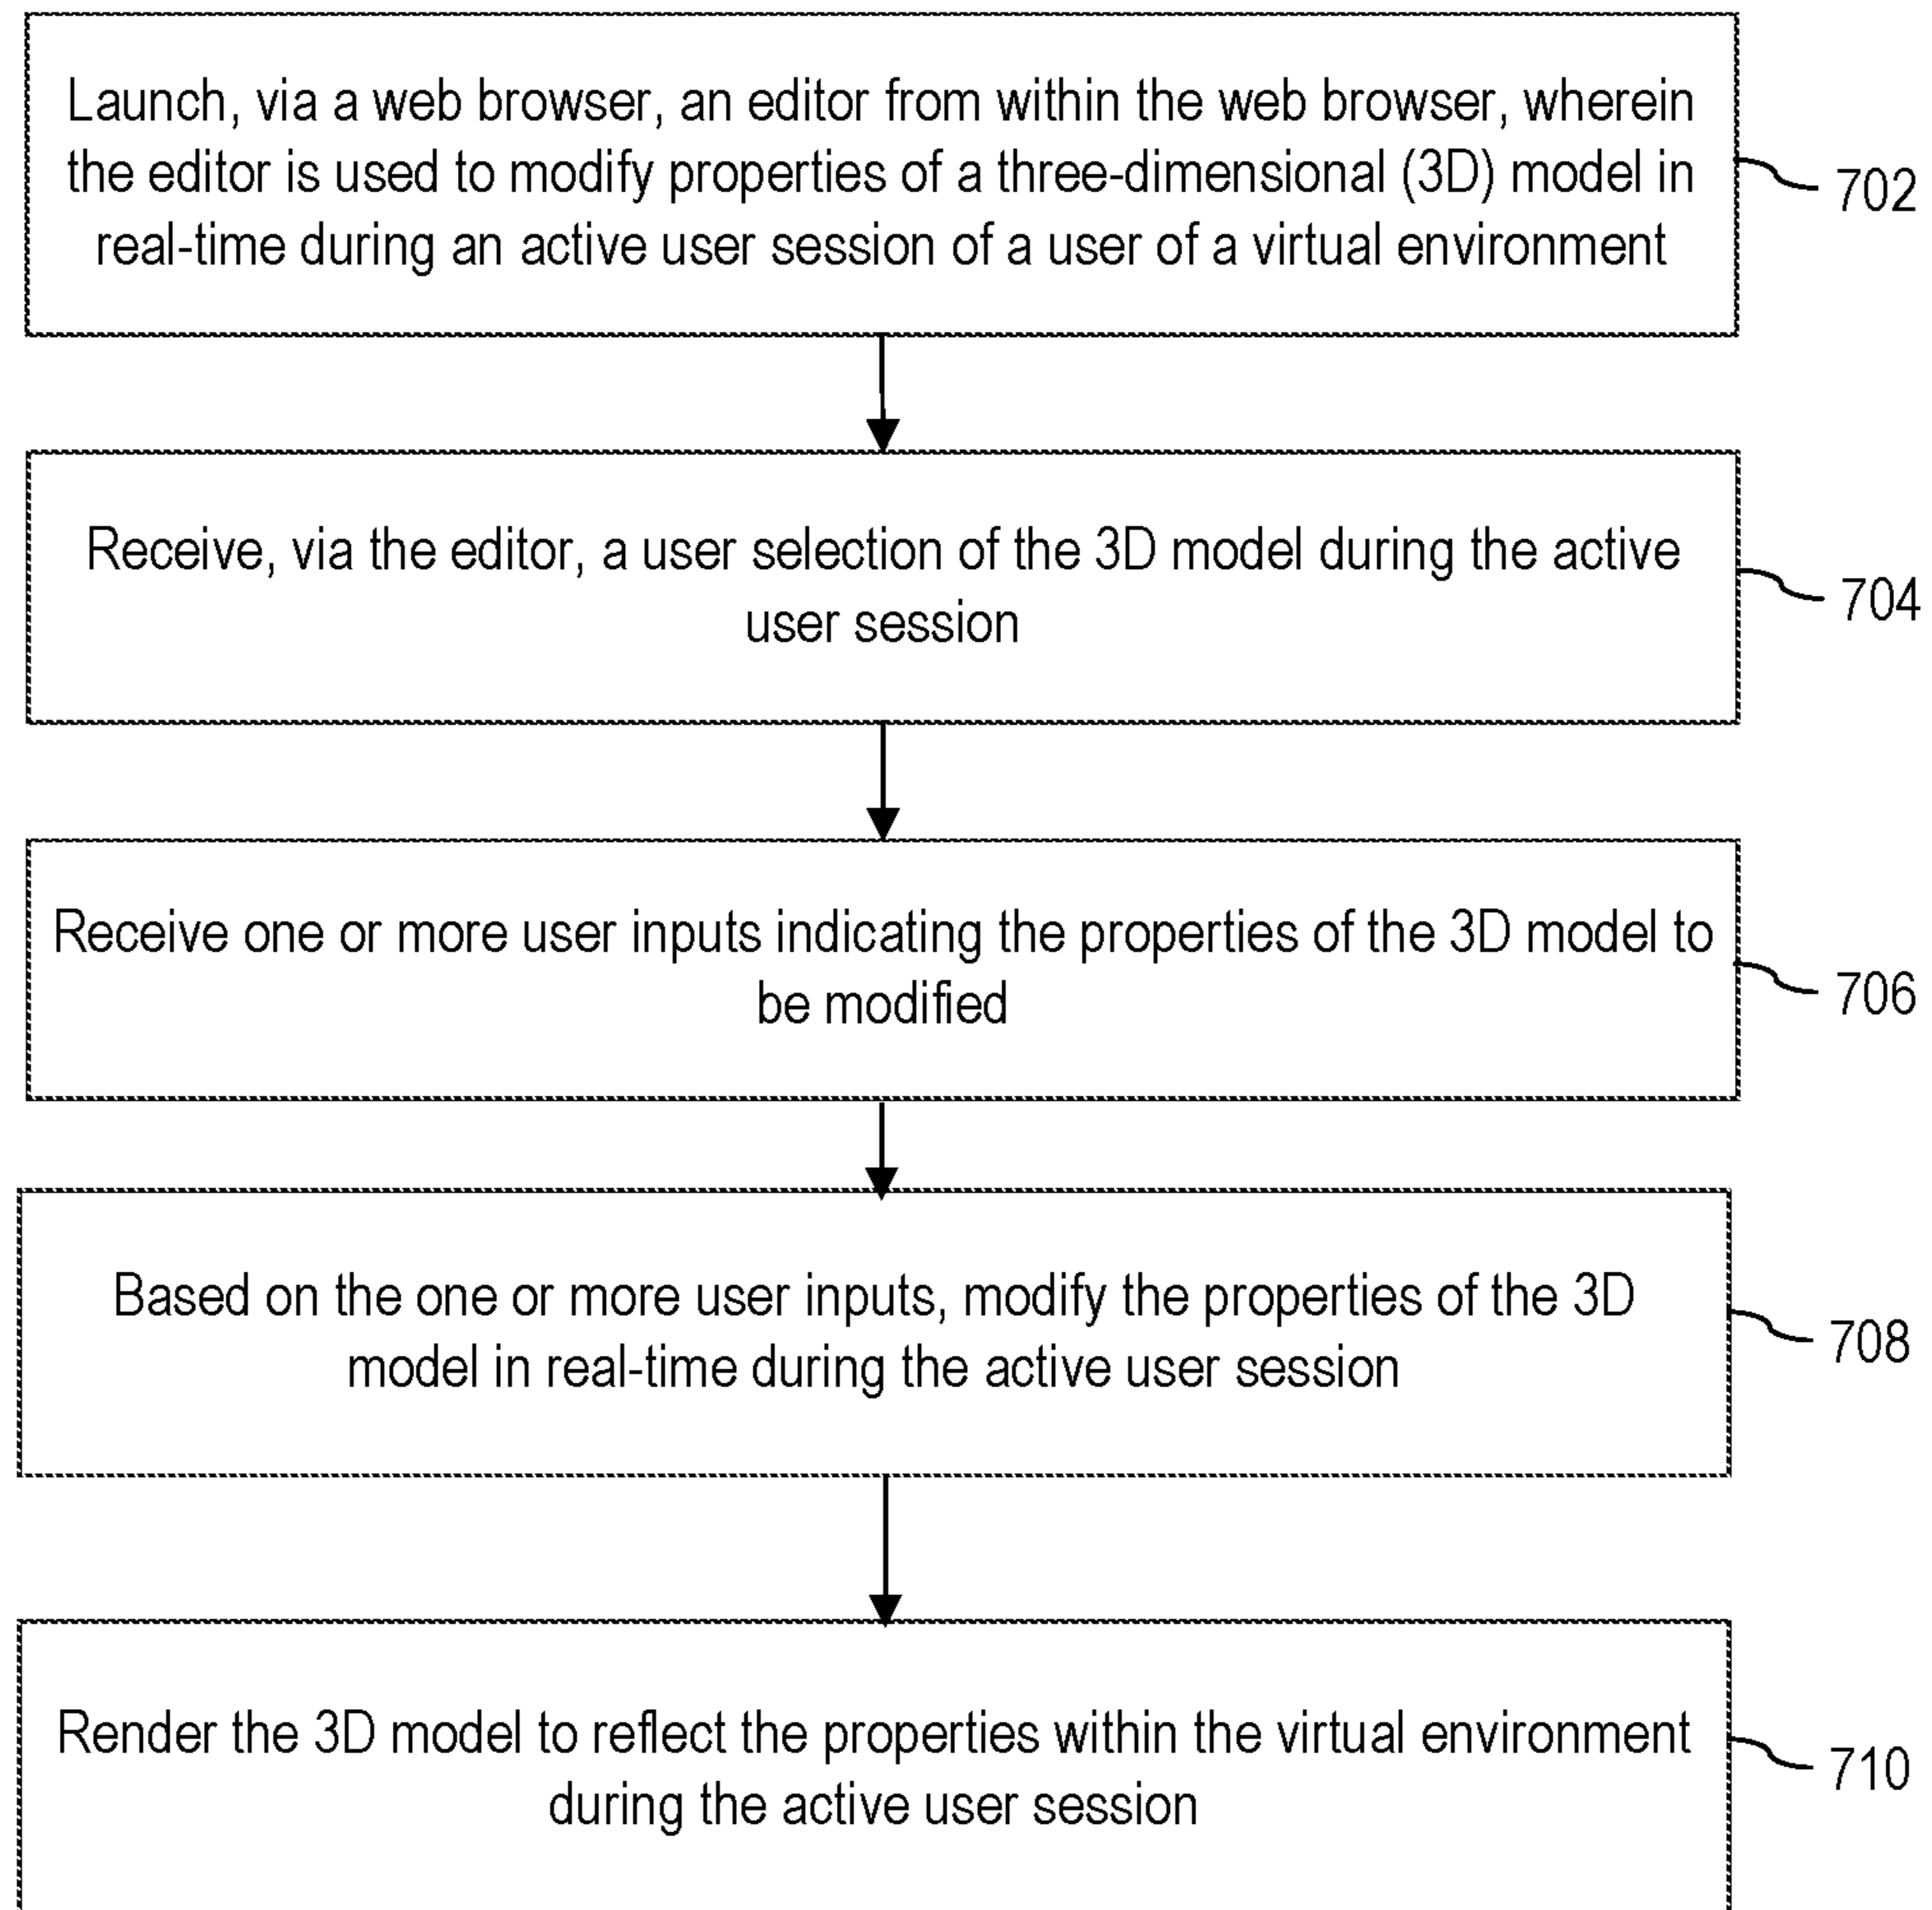 Launch, via a web browser, an editor from within the web browser, wherein
the editor is used to modify properties of a three-dimensional (3D) model in
real-time during an active user session of a user of a virtual environment
702
Receive, via the editor, a user selection of the 3D model during the active
user session
704
Receive one or more user inputs indicating the properties of the 3D model to
be modified
706
Based on the one or more user inputs, modify the properties of the 3D
model in real-time during the active user session
708
Render the 3D model to reflect the properties within the virtual environment
during the active user session
710